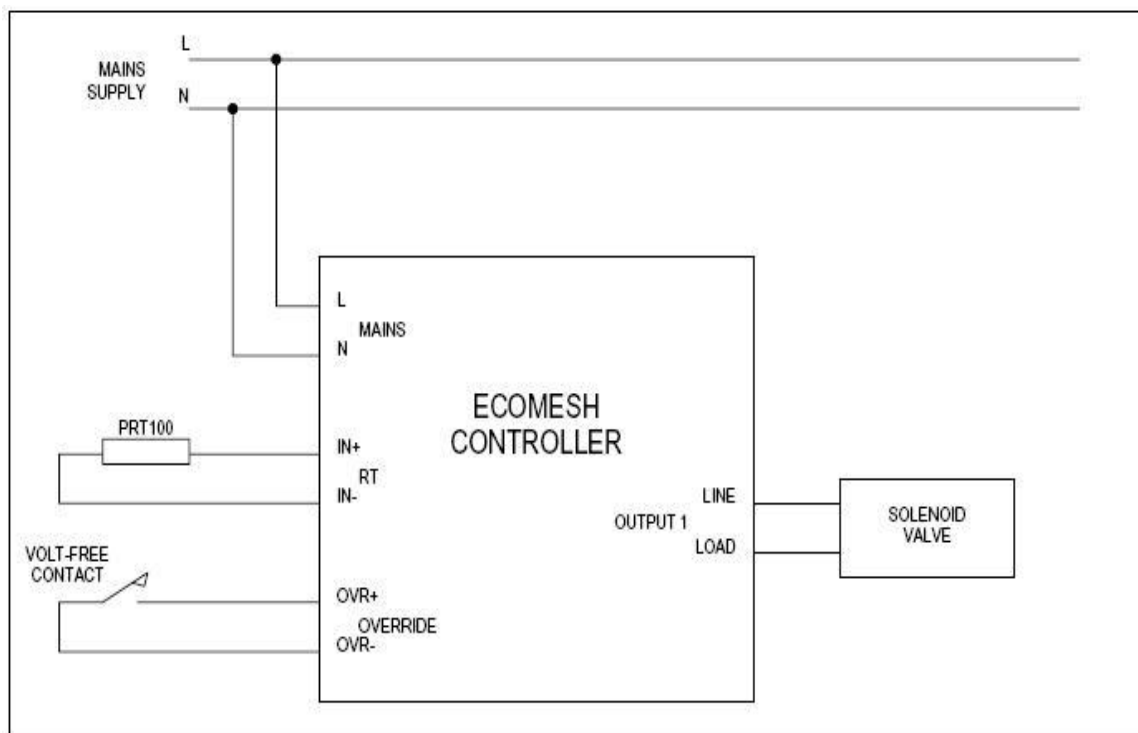 L
MAINS
SUPPLY
N
L
MAINS
N
ECOMESH
CONTROLLER
PRT100
IN+
RT
IN-
LINE
OUTPUT 1
LOAD
SOLENOID
VALVE
VOLT-FREE
CONTACT
OVR+
OVERRIDE
OVR-